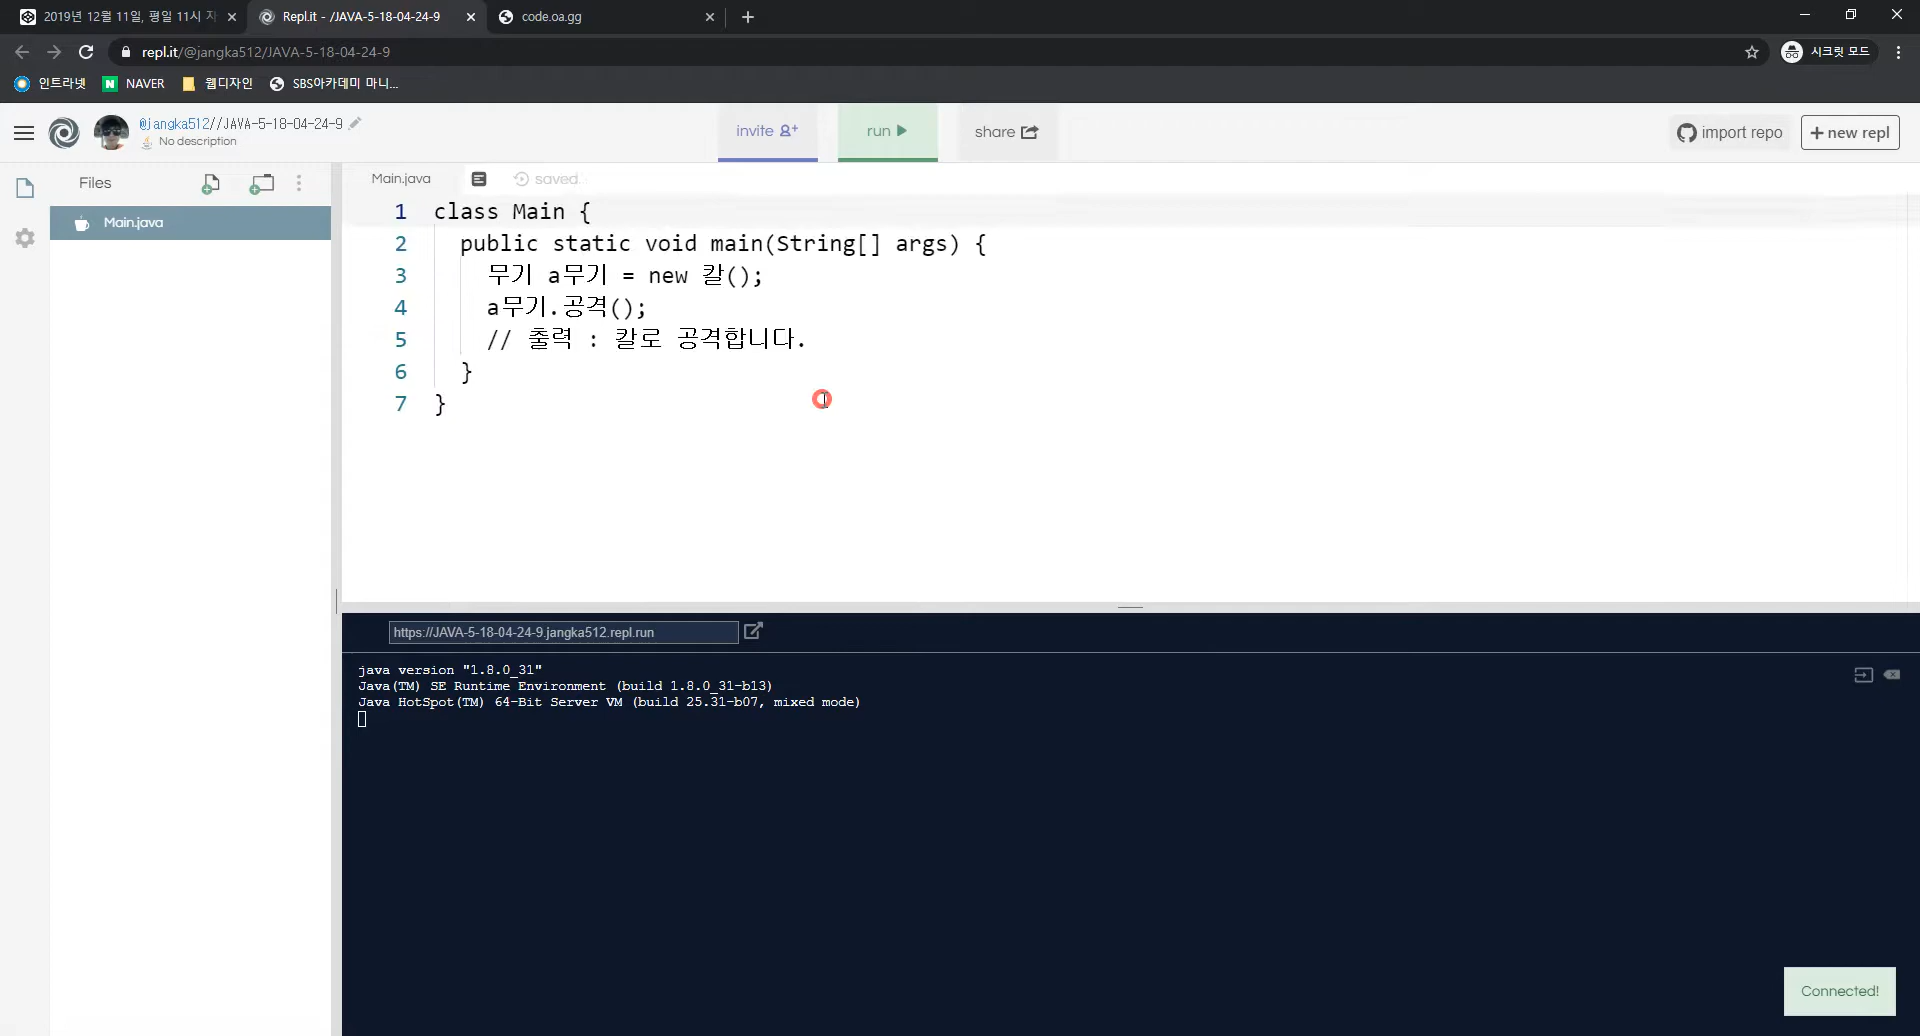 2019년 12월 11일, 평일 11시 자
Repl.it - /JAVA-5-18-04-24-9
code.oa.gg
repl.it/@jangka512/JAVA-5-18-04-24-9
시크릿 모드
인트라넷
NAVER
웹디자인
SBS아카데미 마니...
@jangka512//JAVA-5-18-04-24-9
No description
invite
run
share
import repo
+ new repl
Files
Main.java
Main.java
saved
1 class Main {
2 public static void main(String[] args) {
3 무기 a무기 = new 칼();
4 a무기.공격();
5 // 출력 : 칼로 공격합니다.
6 }
7 }
https://JAVA-5-18-04-24-9.jangka512.repl.run
java version "1.8.0_31"
Java(TM) SE Runtime Environment (build 1.8.0_31-b13)
Java HotSpot(TM) 64-Bit Server VM (build 25.31-b07, mixed mode)
Connected!